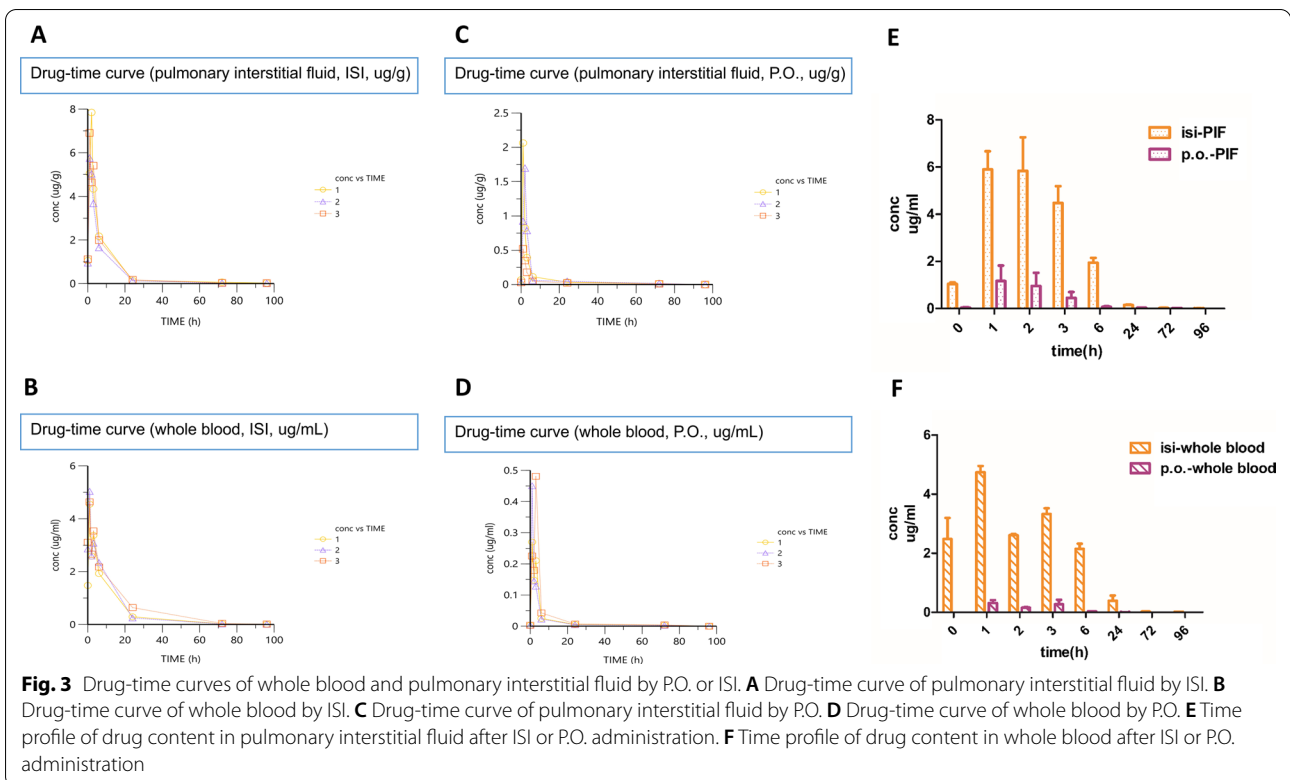 A
Drug-time curve (pulmonary interstitial fluid, ISI, ug/g)
8
6
4
2
0
conc (ug/g)
0
20
40
60
80
100
TIME (h)
conc vs TIME
1
2
3
C
Drug-time curve (pulmonary interstitial fluid, P.O., ug/g)
2.5
2
1.5
1
0.5
0
conc (ug/g)
0
20
40
60
80
100
TIME (h)
conc vs TIME
1
2
3
E
8
6
4
2
0
conc
ug/ml
isi-PIF
p.o.-PIF
0
1
2
3
6
24
72
96
time(h)
B
Drug-time curve (whole blood, ISI, ug/mL)
6
4
2
0
conc (ug/ml)
0
20
40
60
80
100
TIME (h)
conc vs TIME
1
2
3
D
Drug-time curve (whole blood, P.O., ug/mL)
0.5
0.4
0.3
0.2
0.1
0
conc (ug/ml)
0
20
40
60
80
100
TIME (h)
conc vs TIME
1
2
3
F
6
4
2
0
conc
ug/ml
isi-whole blood
p.o.-whole blood
0
1
2
3
6
24
72
96
time(h)
Fig. 3 Drug-time curves of whole blood and pulmonary interstitial fluid by P.O. or ISI. A Drug-time curve of pulmonary interstitial fluid by ISI. B
Drug-time curve of whole blood by ISI. C Drug-time curve of pulmonary interstitial fluid by P.O. D Drug-time curve of whole blood by P.O. E Time
profile of drug content in pulmonary interstitial fluid after ISI or P.O. administration. F Time profile of drug content in whole blood after ISI or P.O.
administration